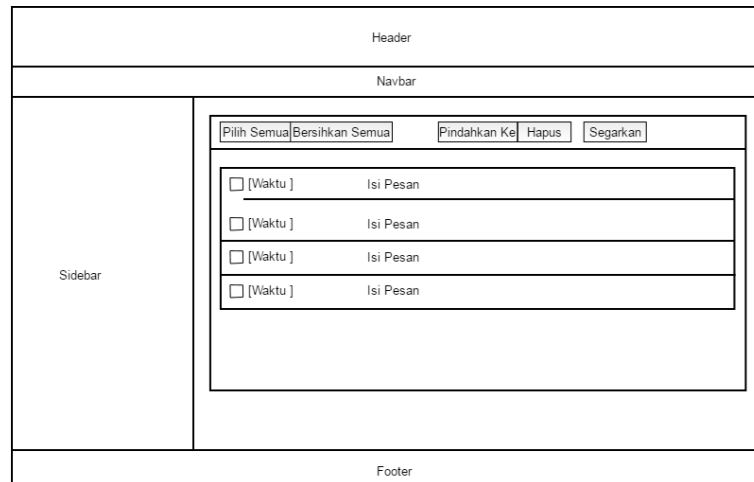 Header
Navbar
Pilih Semua Bersihkan Semua Pindahkan Ke Hapus Segarkan
[Waktu ] Isi Pesan
[Waktu ] Isi Pesan
[Waktu ] Isi Pesan
[Waktu ] Isi Pesan
Sidebar
Footer